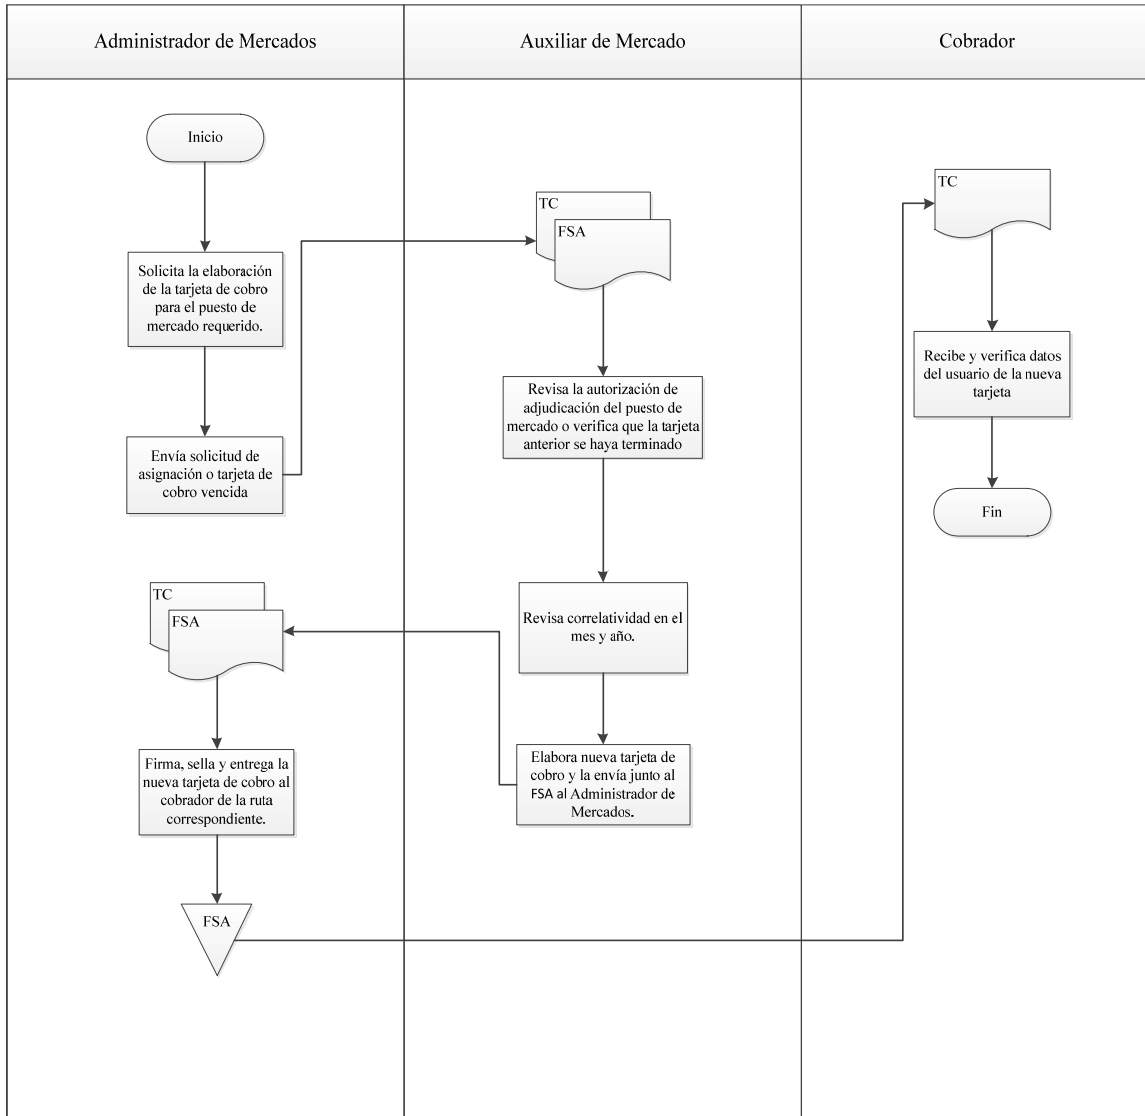 Administrador de Mercados
Auxiliar de Mercado
Cobrador
Inicio
Solicita la elaboración
de la tarjeta de cobro
para el puesto de
mercado requerido.
Envía solicitud de
asignación o tarjeta de
cobro vencida
TC
FSA
Revisa la autorización de
adjudicación del puesto de
mercado o verifica que la tarjeta
anterior se haya terminado
Revisa correlatividad en el
mes y año.
Elabora nueva tarjeta de
cobro y la envía junto al
FSA al Administrador de
Mercados.
TC
FSA
Firma, sella y entrega la
nueva tarjeta de cobro al
cobrador de la ruta
correspondiente.
FSA
TC
Recibe y verifica datos
del usuario de la nueva
tarjeta
Fin